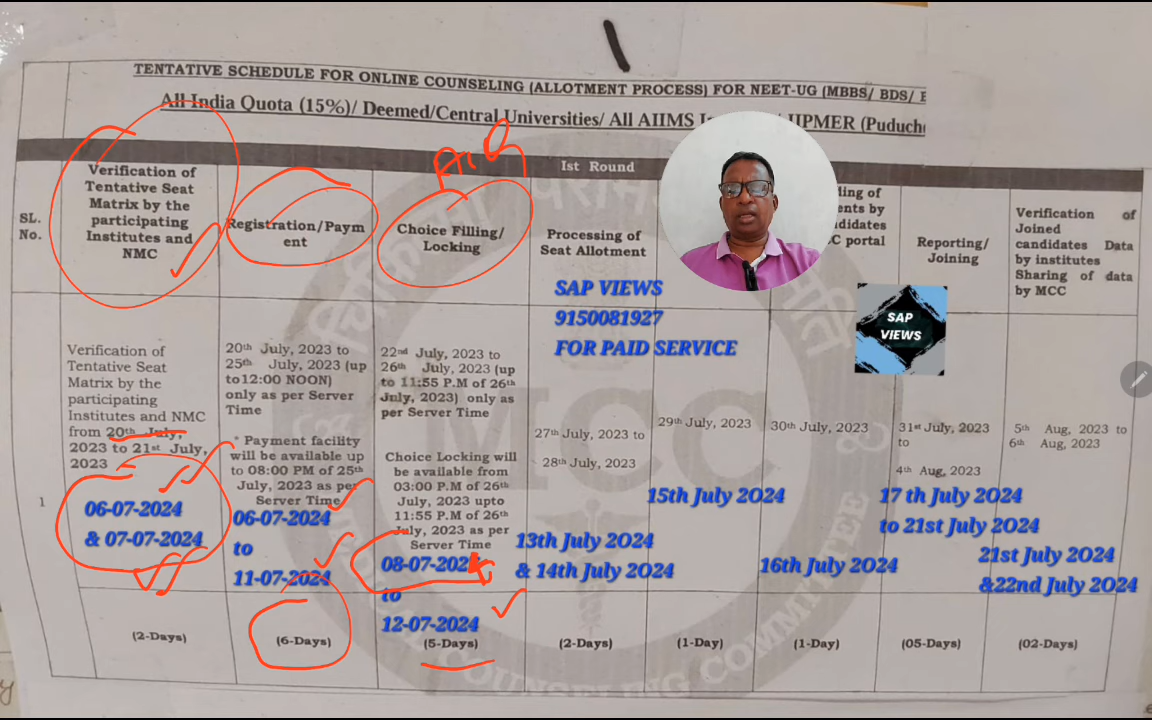 TENTATIVE SCHEDULE FOR ONLINE COUNSELING (ALLOTMENT PROCESS) FOR NEET-UG (MBBS/ BDS/
All India Quota (15%)/ Deemed/Central Universities/ All AIIMS
JIPMER (Puduch
AIQ
Ist Round
SL.
No.
Verification of
Tentative Seat
Matrix by the
participating
Institutes and
NMC
Registration/Paym
ent
Choice Filling/
Locking
Processing of
Seat Allotment
of
by
portal
Reporting/
Joining
Verification of
Joined
candidates Data
by institutes
Sharing of data
by MCC
SAP VIEWS
9150081927
FOR PAID SERVICE
SAP
VIEWS
1
Verification of
Tentative Seat
Matrix by the
participating
Institutes and NMC
from 20th July,
2023 to 21st July,
2023
06-07-2024
& 07-07-2024
20th July, 2023 to
25th July, 2023 (up
to12:00 NOON)
only as per Server
Time
* Payment facility
will be available up
to 08:00 PM of 25th
July, 2023 as per
Server Time
06-07-2024
to
11-07-2024
22nd July, 2023 to
26th July, 2023 (up
to 11:55 P.M of 26th
July, 2023) only as
per Server Time
Choice Locking will
be available from
03:00 P.M of 26th
July, 2023 upto
11:55 P.M of 26th
July, 2023 as per
Server Time
08-07-202
to
12-07-2024
27th July, 2023 to
28th July, 2023
13th July 2024
& 14th July 2024
29th July, 2023
15th July 2024
30th July, 2023
16th July 2024
31st July, 2023
to
4th Aug, 2023
17 th July 2024
to 21st July 2024
5th Aug, 2023 to
6th Aug, 2023
21st July 2024
&22nd July 2024
(2-Days)
(6-Days)
(5-Days)
(2-Days)
(1-Day)
(1-Day)
(05-Days)
(02-Days)
MCC
MEDICAL COUNSELING COMMITTEE